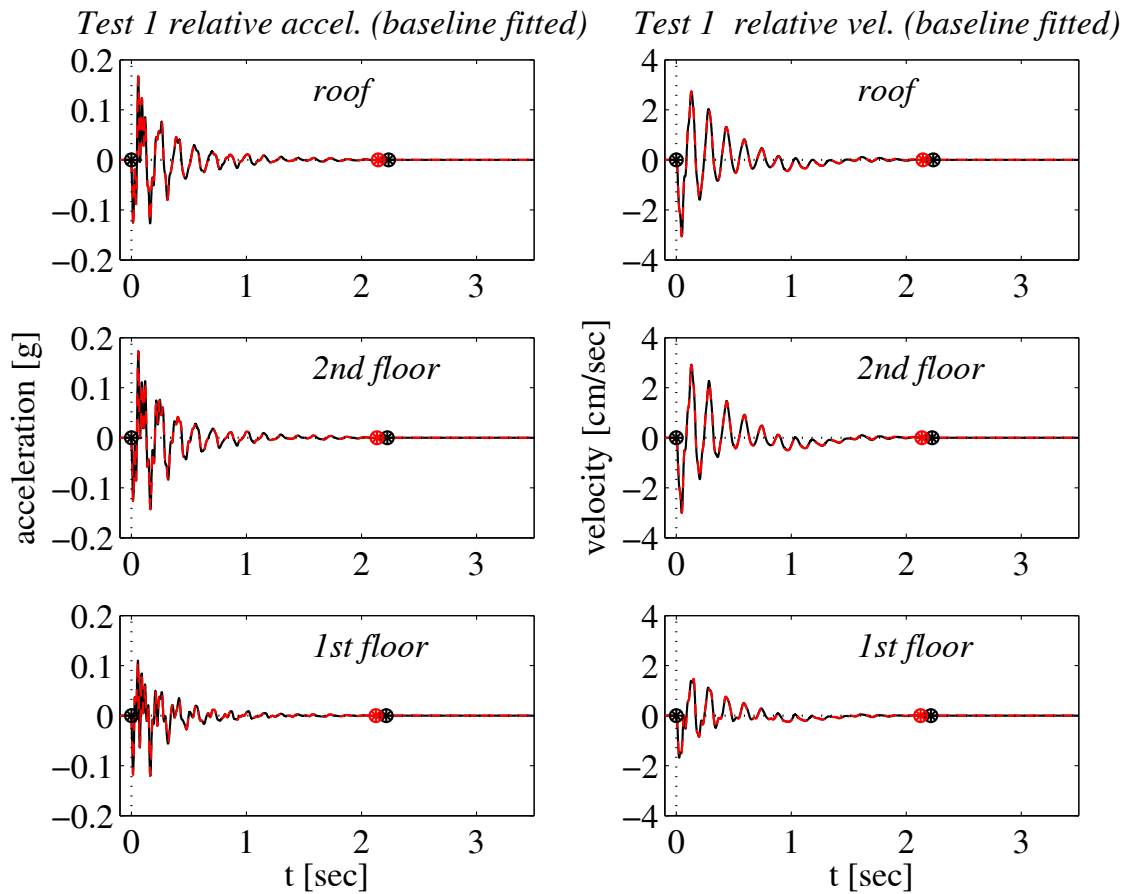 Test 1 relative accel. (baseline fitted)
Test 1 relative vel. (baseline fitted)
0.2
0.1
0
−0.1
−0.2
roof
0 1 2 3
4
2
0
−2
−4
roof
0 1 2 3
acceleration [g]
0.2
0.1
0
−0.1
−0.2
2nd floor
0 1 2 3
velocity [cm/sec]
4
2
0
−2
−4
2nd floor
0 1 2 3
0.2
0.1
0
−0.1
−0.2
1st floor
0 1 2 3
t [sec]
4
2
0
−2
−4
1st floor
0 1 2 3
t [sec]